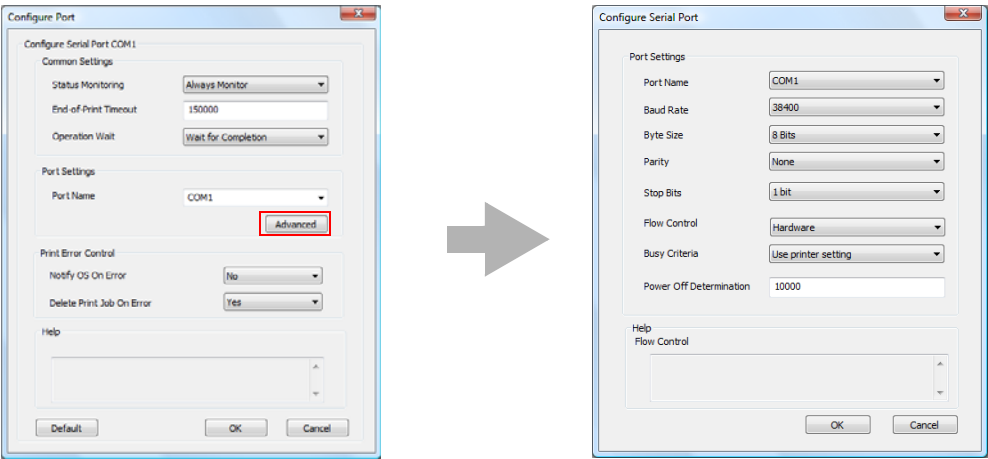 Configure Port
Configure Serial Port COM1
Common Settings
Status Monitoring Always Monitor
End-of-Print Timeout 150000
Operation Wait Wait for Completion
Port Settings
Port Name COM1
Advanced
Print Error Control
Notify OS On Error No
Delete Print Job On Error Yes
Help
Default OK Cancel
Configure Serial Port
Port Settings
Port Name COM1
Baud Rate 38400
Byte Size 8 Bits
Parity None
Stop Bits 1 bit
Flow Control Hardware
Busy Criteria Use printer setting
Power Off Determination 10000
Help
Flow Control
OK Cancel